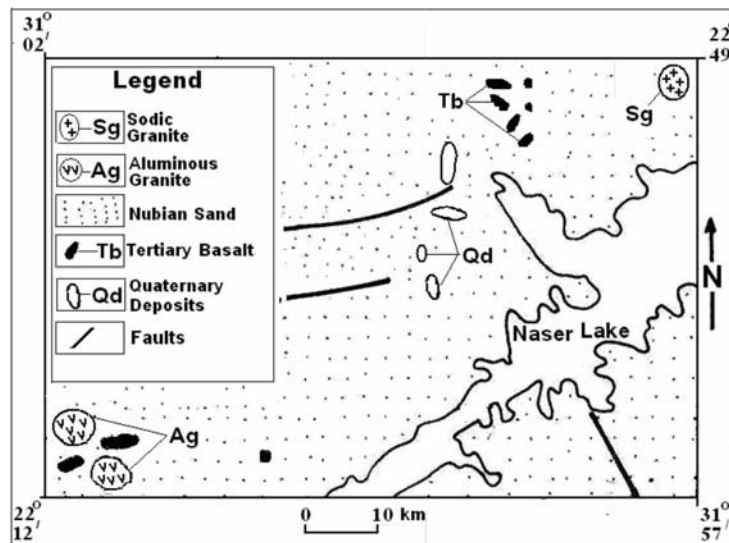 31°
02'
22°
49'
Legend
Sg Sodic
Granite
Ag Aluminous
Granite
Nubian Sand
Tb Tertiary Basalt
Qd Quaternary
Deposits
Faults
Tb
Sg
Qd
N
Naser Lake
Ag
22°
12'
0 10 km
31°
57'